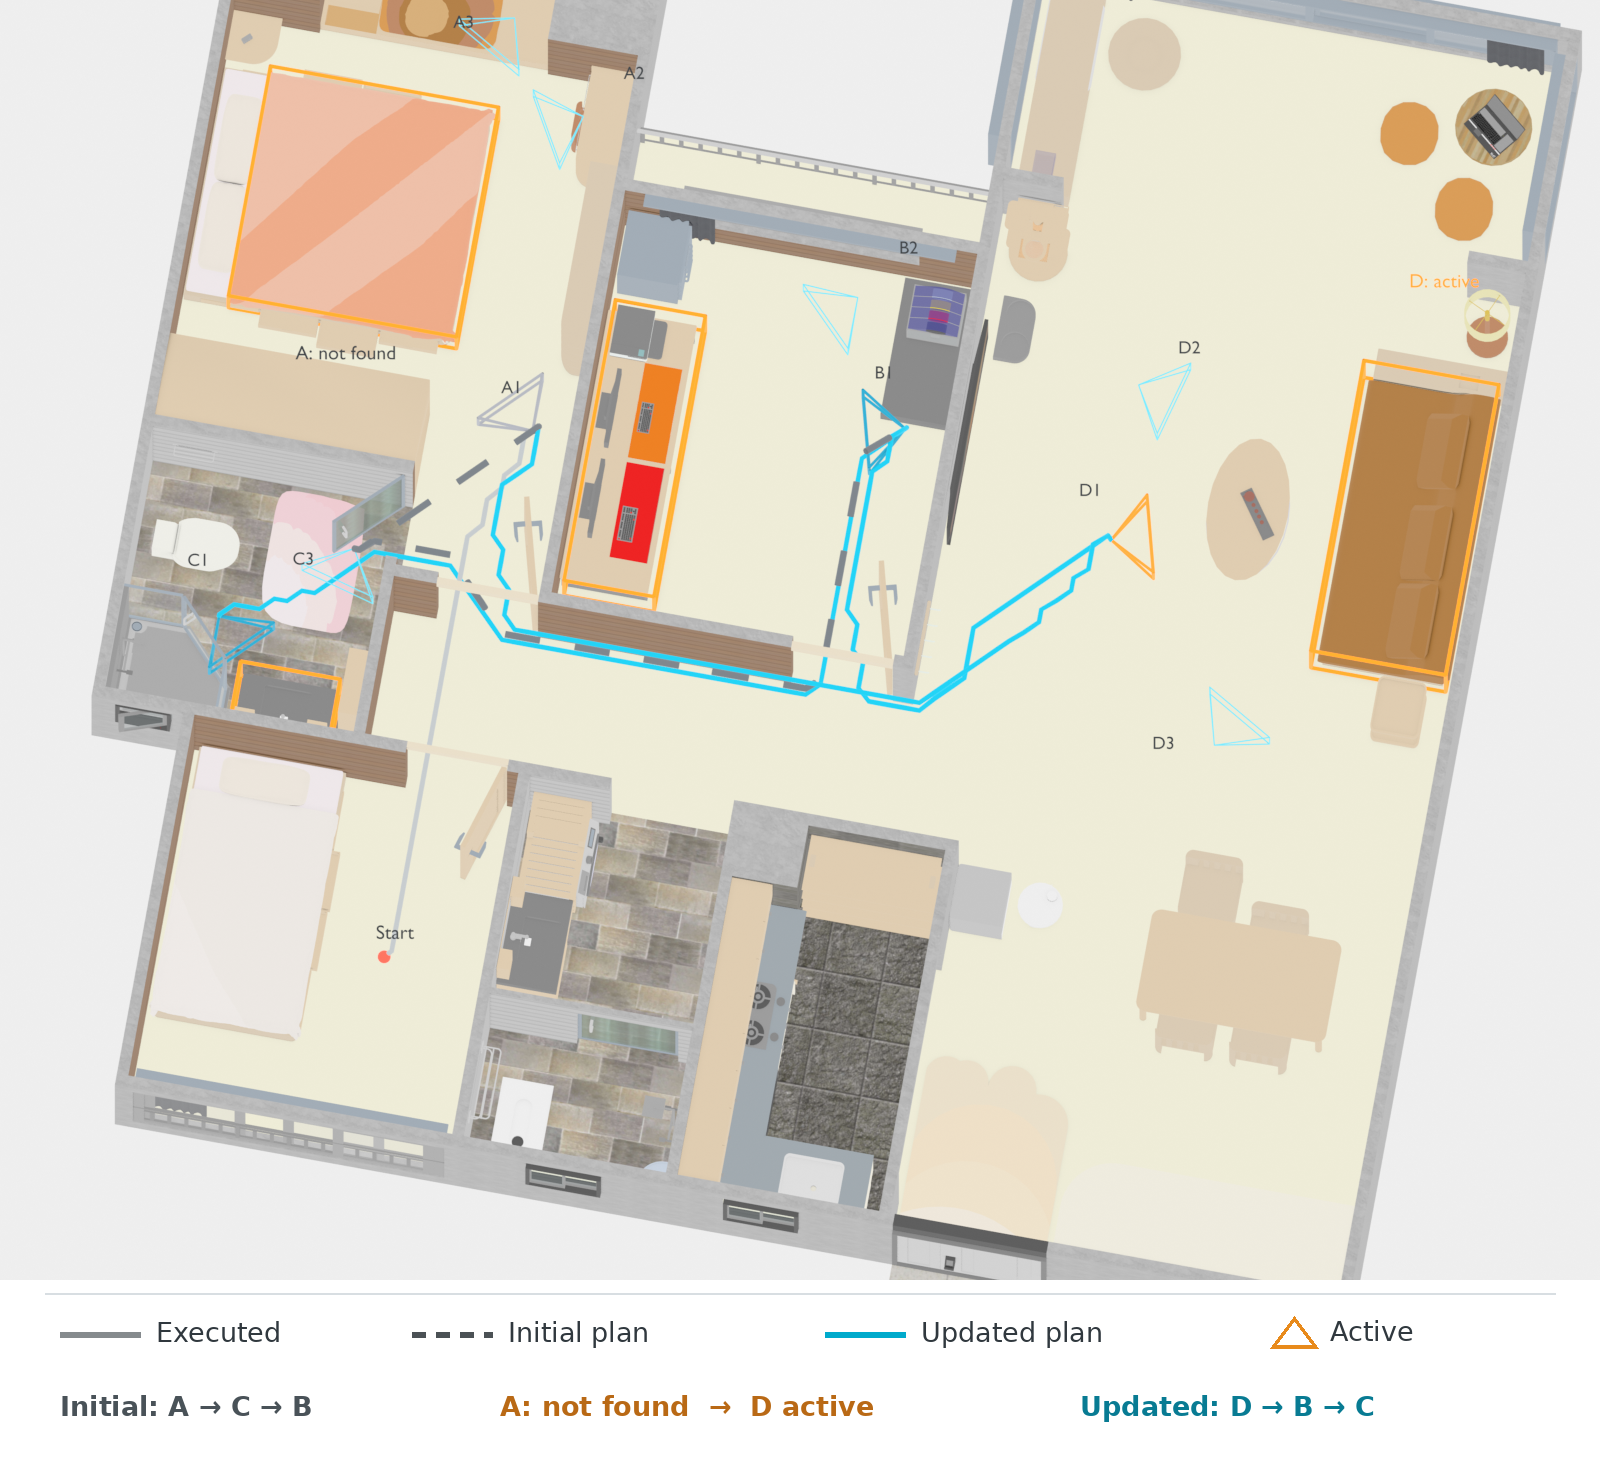 A3
A2
B2
D: active
D2
A: not found
B1
A1
D1
C1
C3
D3
Start
Executed
Initial plan
Updated plan
Active
Initial: A → C → B
A: not found → D active
Updated: D → B → C